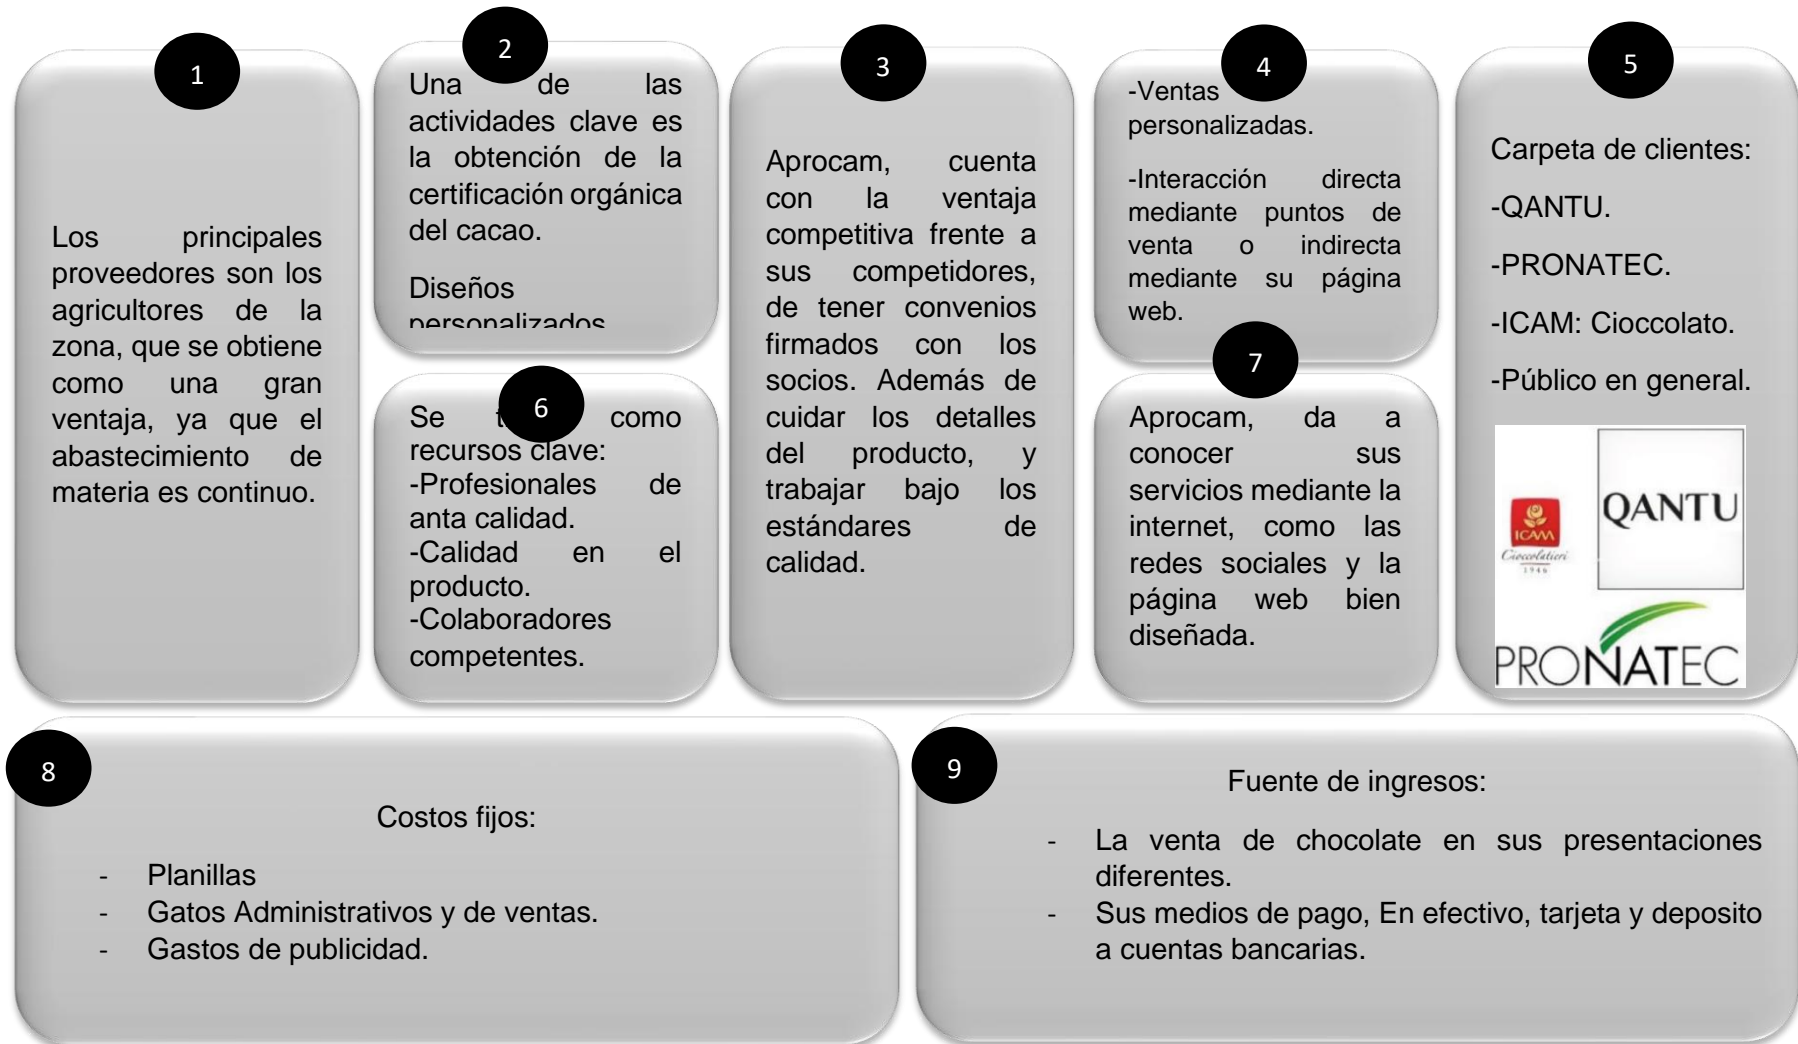 1
Los principales
proveedores son los
agricultores de la
zona, que se obtiene
como una gran
ventaja, ya que el
abastecimiento de
materia es continuo.
2
Una de las
actividades clave es
la obtención de la
certificación orgánica
del cacao.
Diseños
personalizados
6
Se como
recursos clave:
-Profesionales de
anta calidad.
-Calidad en el
producto.
-Colaboradores
competentes.
3
Aprocam, cuenta
con la ventaja
competitiva frente a
sus competidores,
de tener convenios
firmados con los
socios. Además de
cuidar los detalles
del producto, y
trabajar bajo los
estándares de
calidad.
4
-Ventas
personalizadas.
-Interacción directa
mediante puntos de
venta o indirecta
mediante su página
web.
7
Aprocam, da a
conocer sus
servicios mediante la
internet, como las
redes sociales y la
página web bien
diseñada.
5
Carpeta de clientes:
-QANTU.
-PRONATEC.
-ICAM: Cioccolato.
-Público en general.
ICAM
Cioccolatieri
1946
QANTU
PRONATEC
8
Costos fijos:
- Planillas
- Gatos Administrativos y de ventas.
- Gastos de publicidad.
9
Fuente de ingresos:
- La venta de chocolate en sus presentaciones
diferentes.
- Sus medios de pago, En efectivo, tarjeta y deposito
a cuentas bancarias.